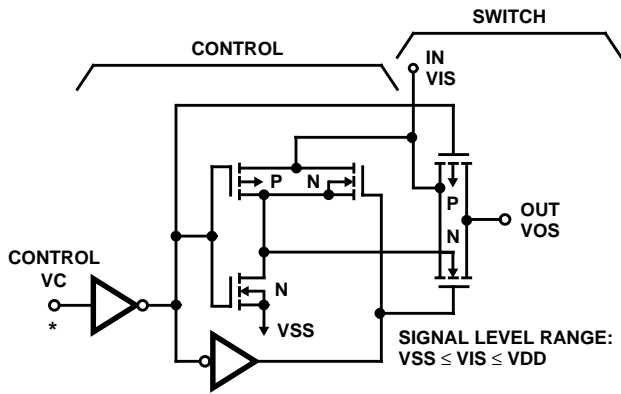 SWITCH
CONTROL
IN
VIS
P
N
P
OUT
VOS
N
CONTROL
VC
*
N
VSS
SIGNAL LEVEL RANGE:
VSS ≤ VIS ≤ VDD